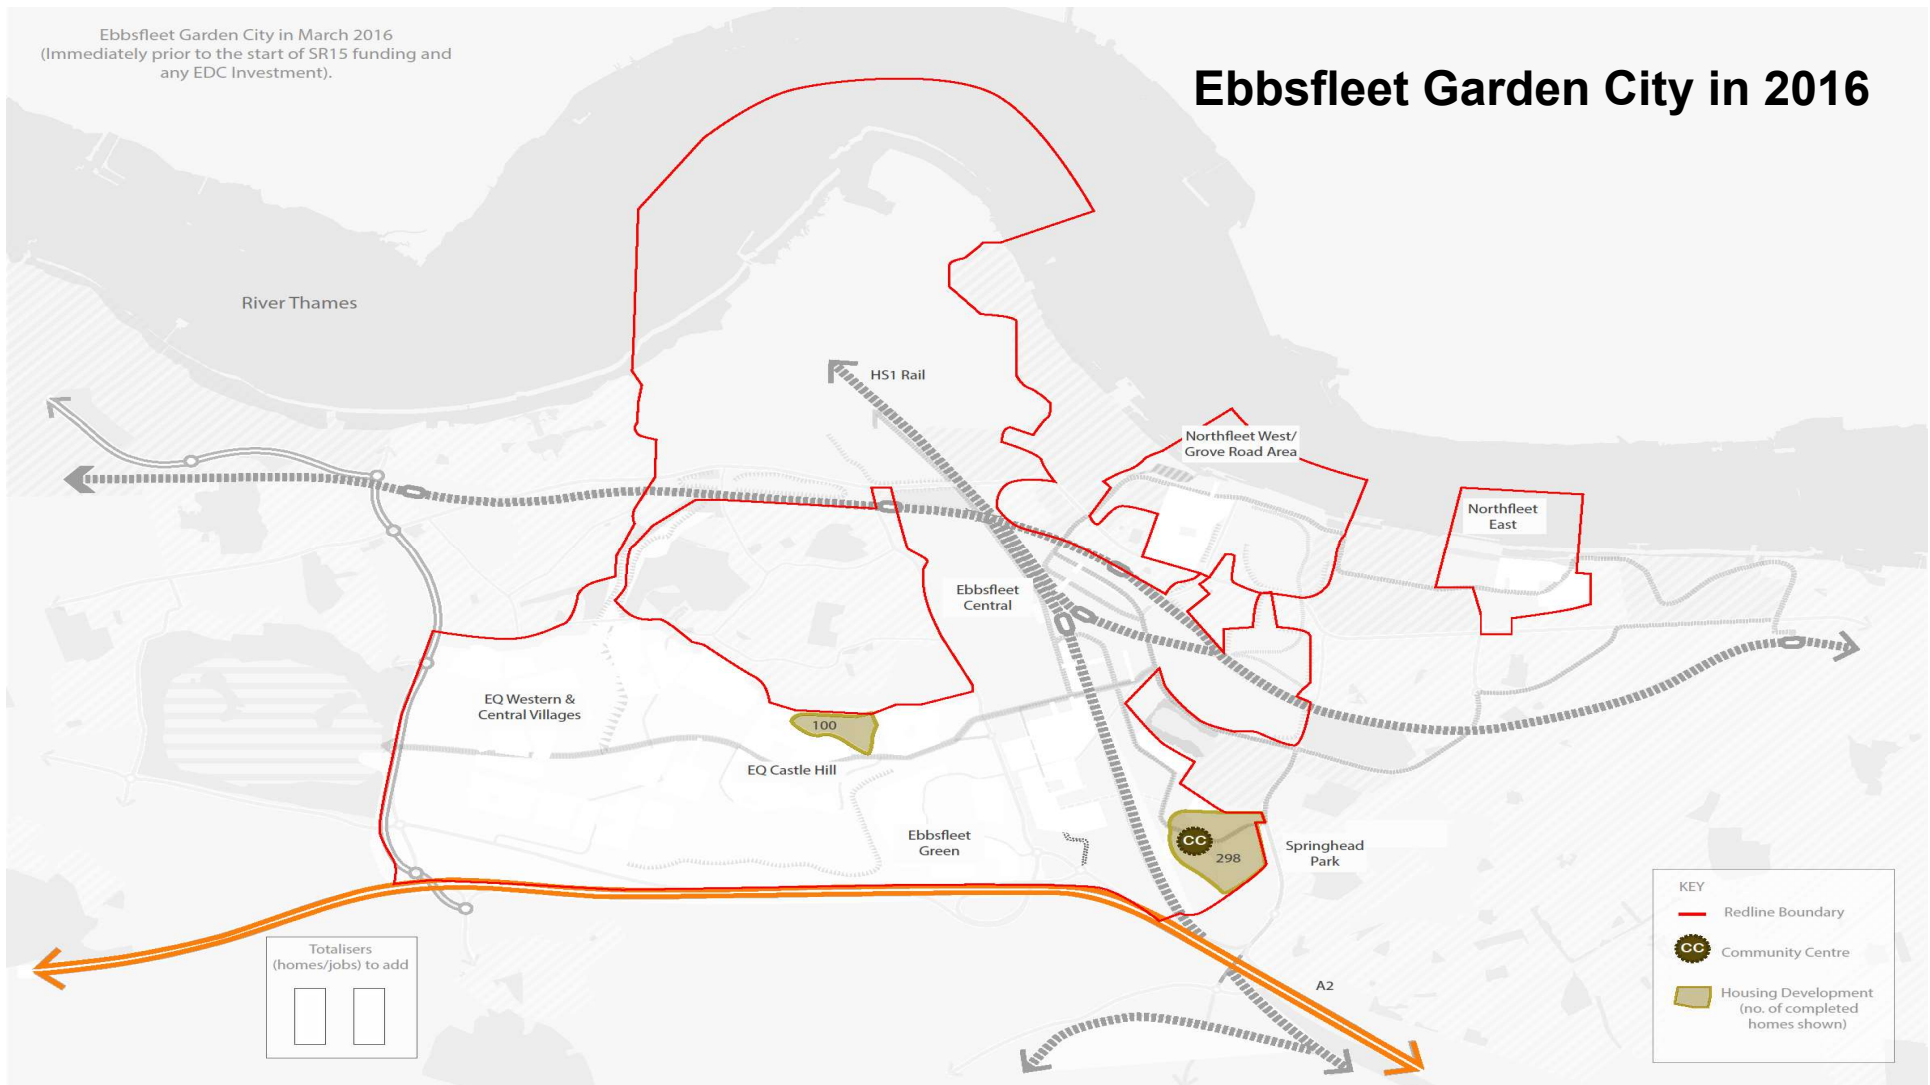 Ebbsfleet Garden City in March 2016
(Immediately prior to the start of SR15 funding and
any EDC Investment).
Ebbsfleet Garden City in 2016
River Thames
HS1 Rail
Northfleet West/
Grove Road Area
Northfleet
East
Ebbsfleet
Central
EQ Western &
Central Villages
100
EQ Castle Hill
Ebbsfleet
Green
CC
298
Springhead
Park
A2
Totalisers
(homes/jobs) to add
KEY
Redline Boundary
CC
Community Centre
Housing Development
(no. of completed
homes shown)